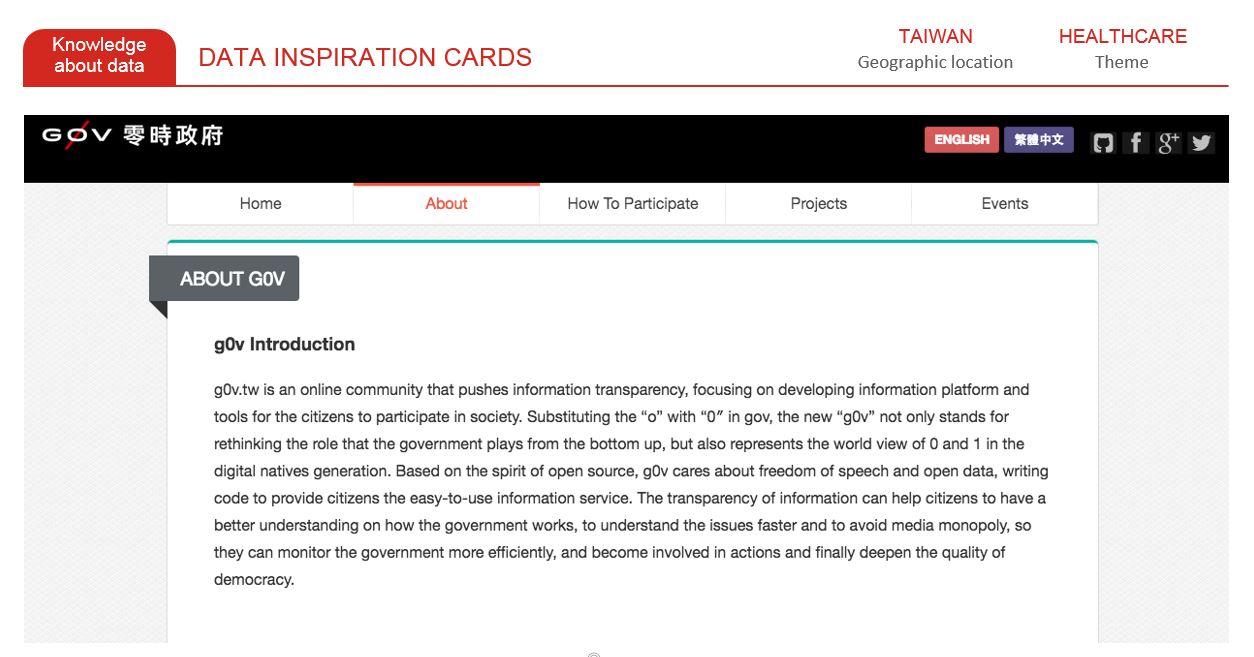 Knowledge
about data
DATA INSPIRATION CARDS
TAIWAN
Geographic location
HEALTHCARE
Theme
G0V 零時政府
ENGLISH
繁體中文
Home
About
How To Participate
Projects
Events
ABOUT G0V
g0v Introduction
g0v.tw is an online community that pushes information transparency, focusing on developing information platform and
tools for the citizens to participate in society. Substituting the “o” with “0″ in gov, the new “g0v” not only stands for
rethinking the role that the government plays from the bottom up, but also represents the world view of 0 and 1 in the
digital natives generation. Based on the spirit of open source, g0v cares about freedom of speech and open data, writing
code to provide citizens the easy-to-use information service. The transparency of information can help citizens to have a
better understanding on how the government works, to understand the issues faster and to avoid media monopoly, so
they can monitor the government more efficiently, and become involved in actions and finally deepen the quality of
democracy.